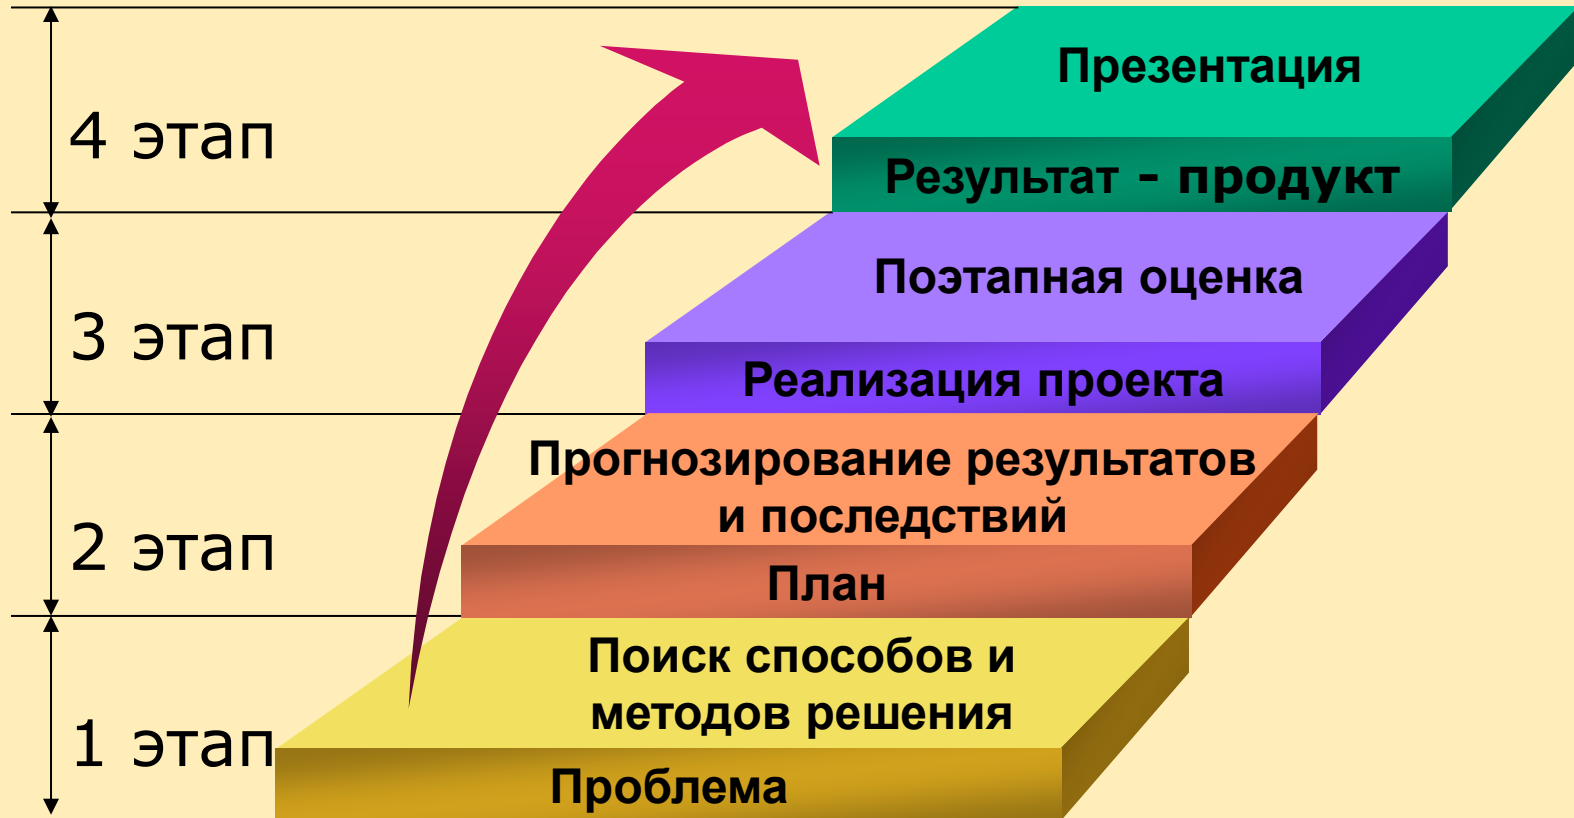 4 этап
Презентация
Результат - продукт
3 этап
Поэтапная оценка
Реализация проекта
2 этап
Прогнозирование результатов
и последствий
План
1 этап
Поиск способов и
методов решения
Проблема